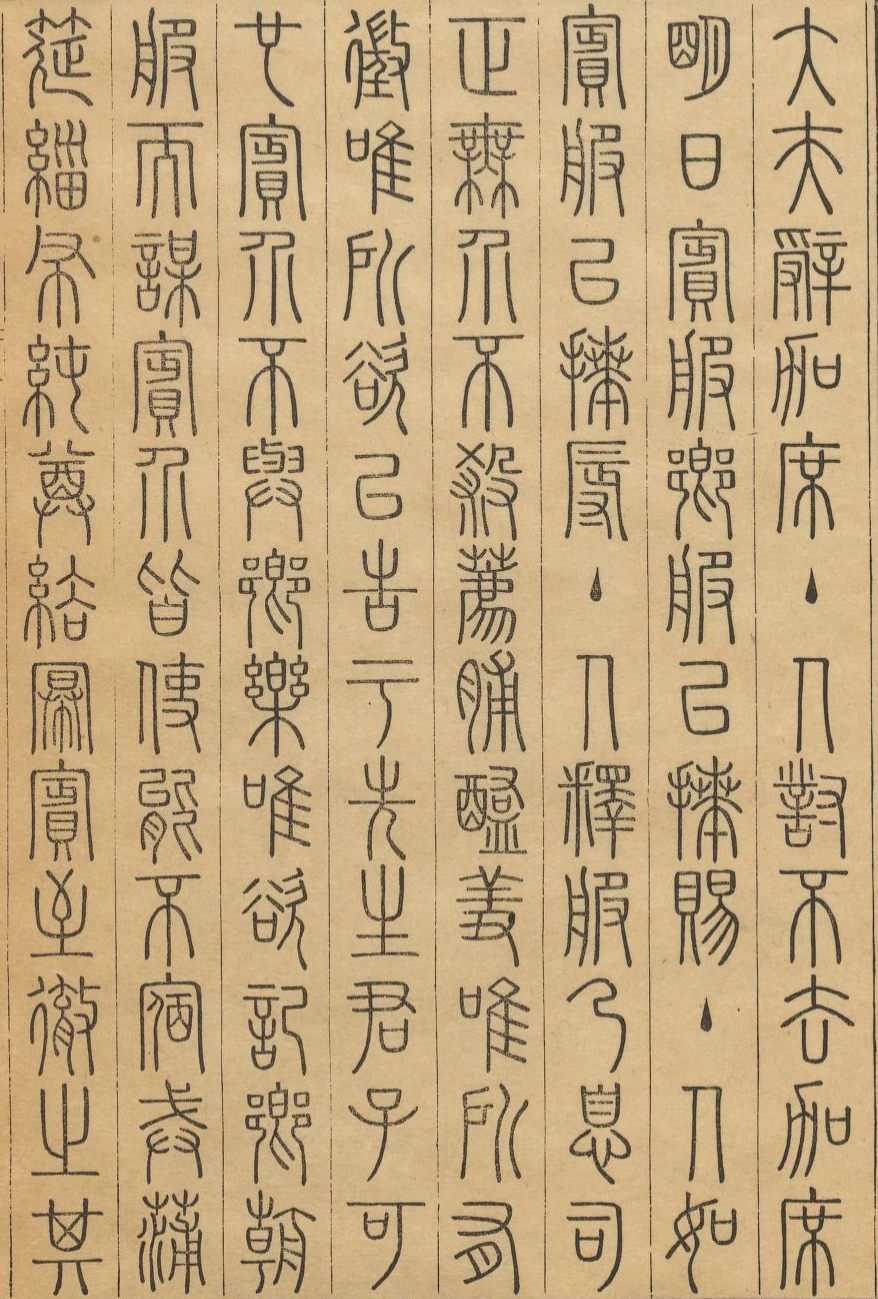 大夫辭加席主人對不去加席
明日賓服鄉服以拜賜主人如
賓服以拜辱主人釋服乃息司
正無介不殺薦脯醢羞唯所有
徵唯所欲以告于先生君子可
也賓介不與鄉樂唯欲記鄉朝
服而謀賓介皆使能不宿戒蒲
筵緇布純尊綌冪賓至徹之其